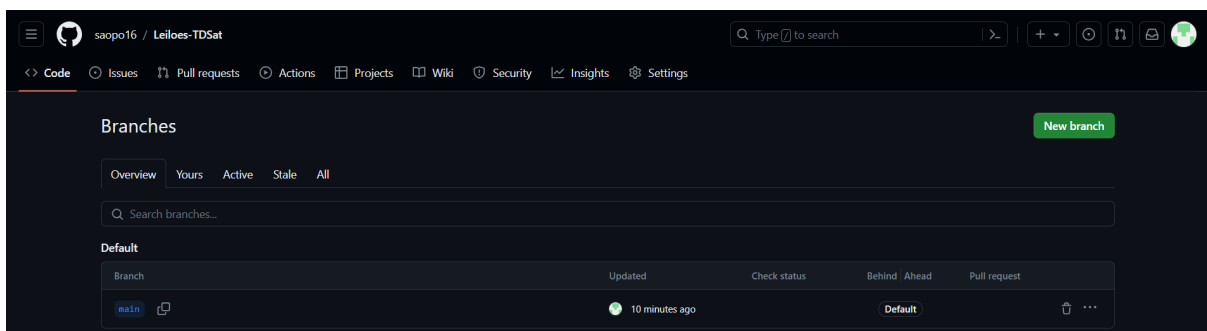 saopo16 / Leiloes-TDSat Type / to search >_ +
<> Code Issues Pull requests Actions Projects Wiki Security Insights Settings
Branches New branch
Overview Yours Active Stale All
Search branches...
Default
Branch Updated Check status Behind Ahead Pull request
main 10 minutes ago Default ...